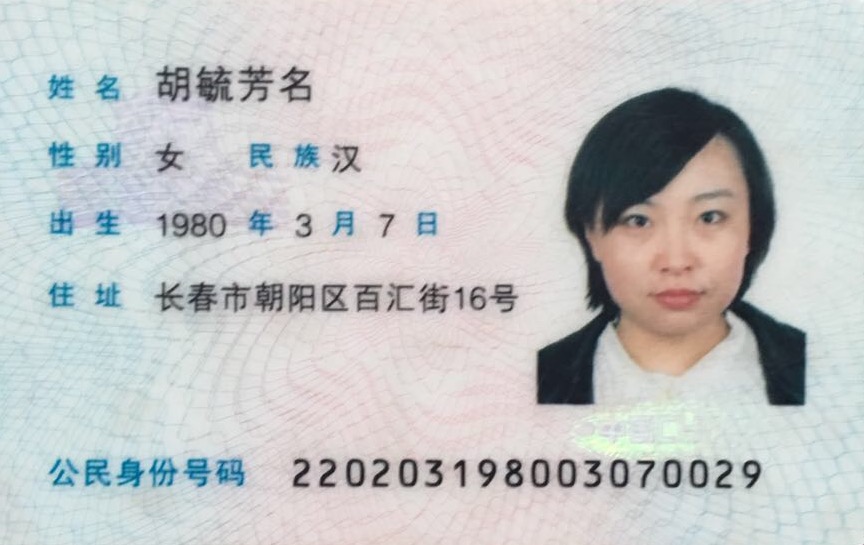 姓名 胡毓芳名
性别 女 民族 汉
出生 1980 年 3 月 7 日
住址 长春市朝阳区百汇街16号
公民身份号码 220203198003070029